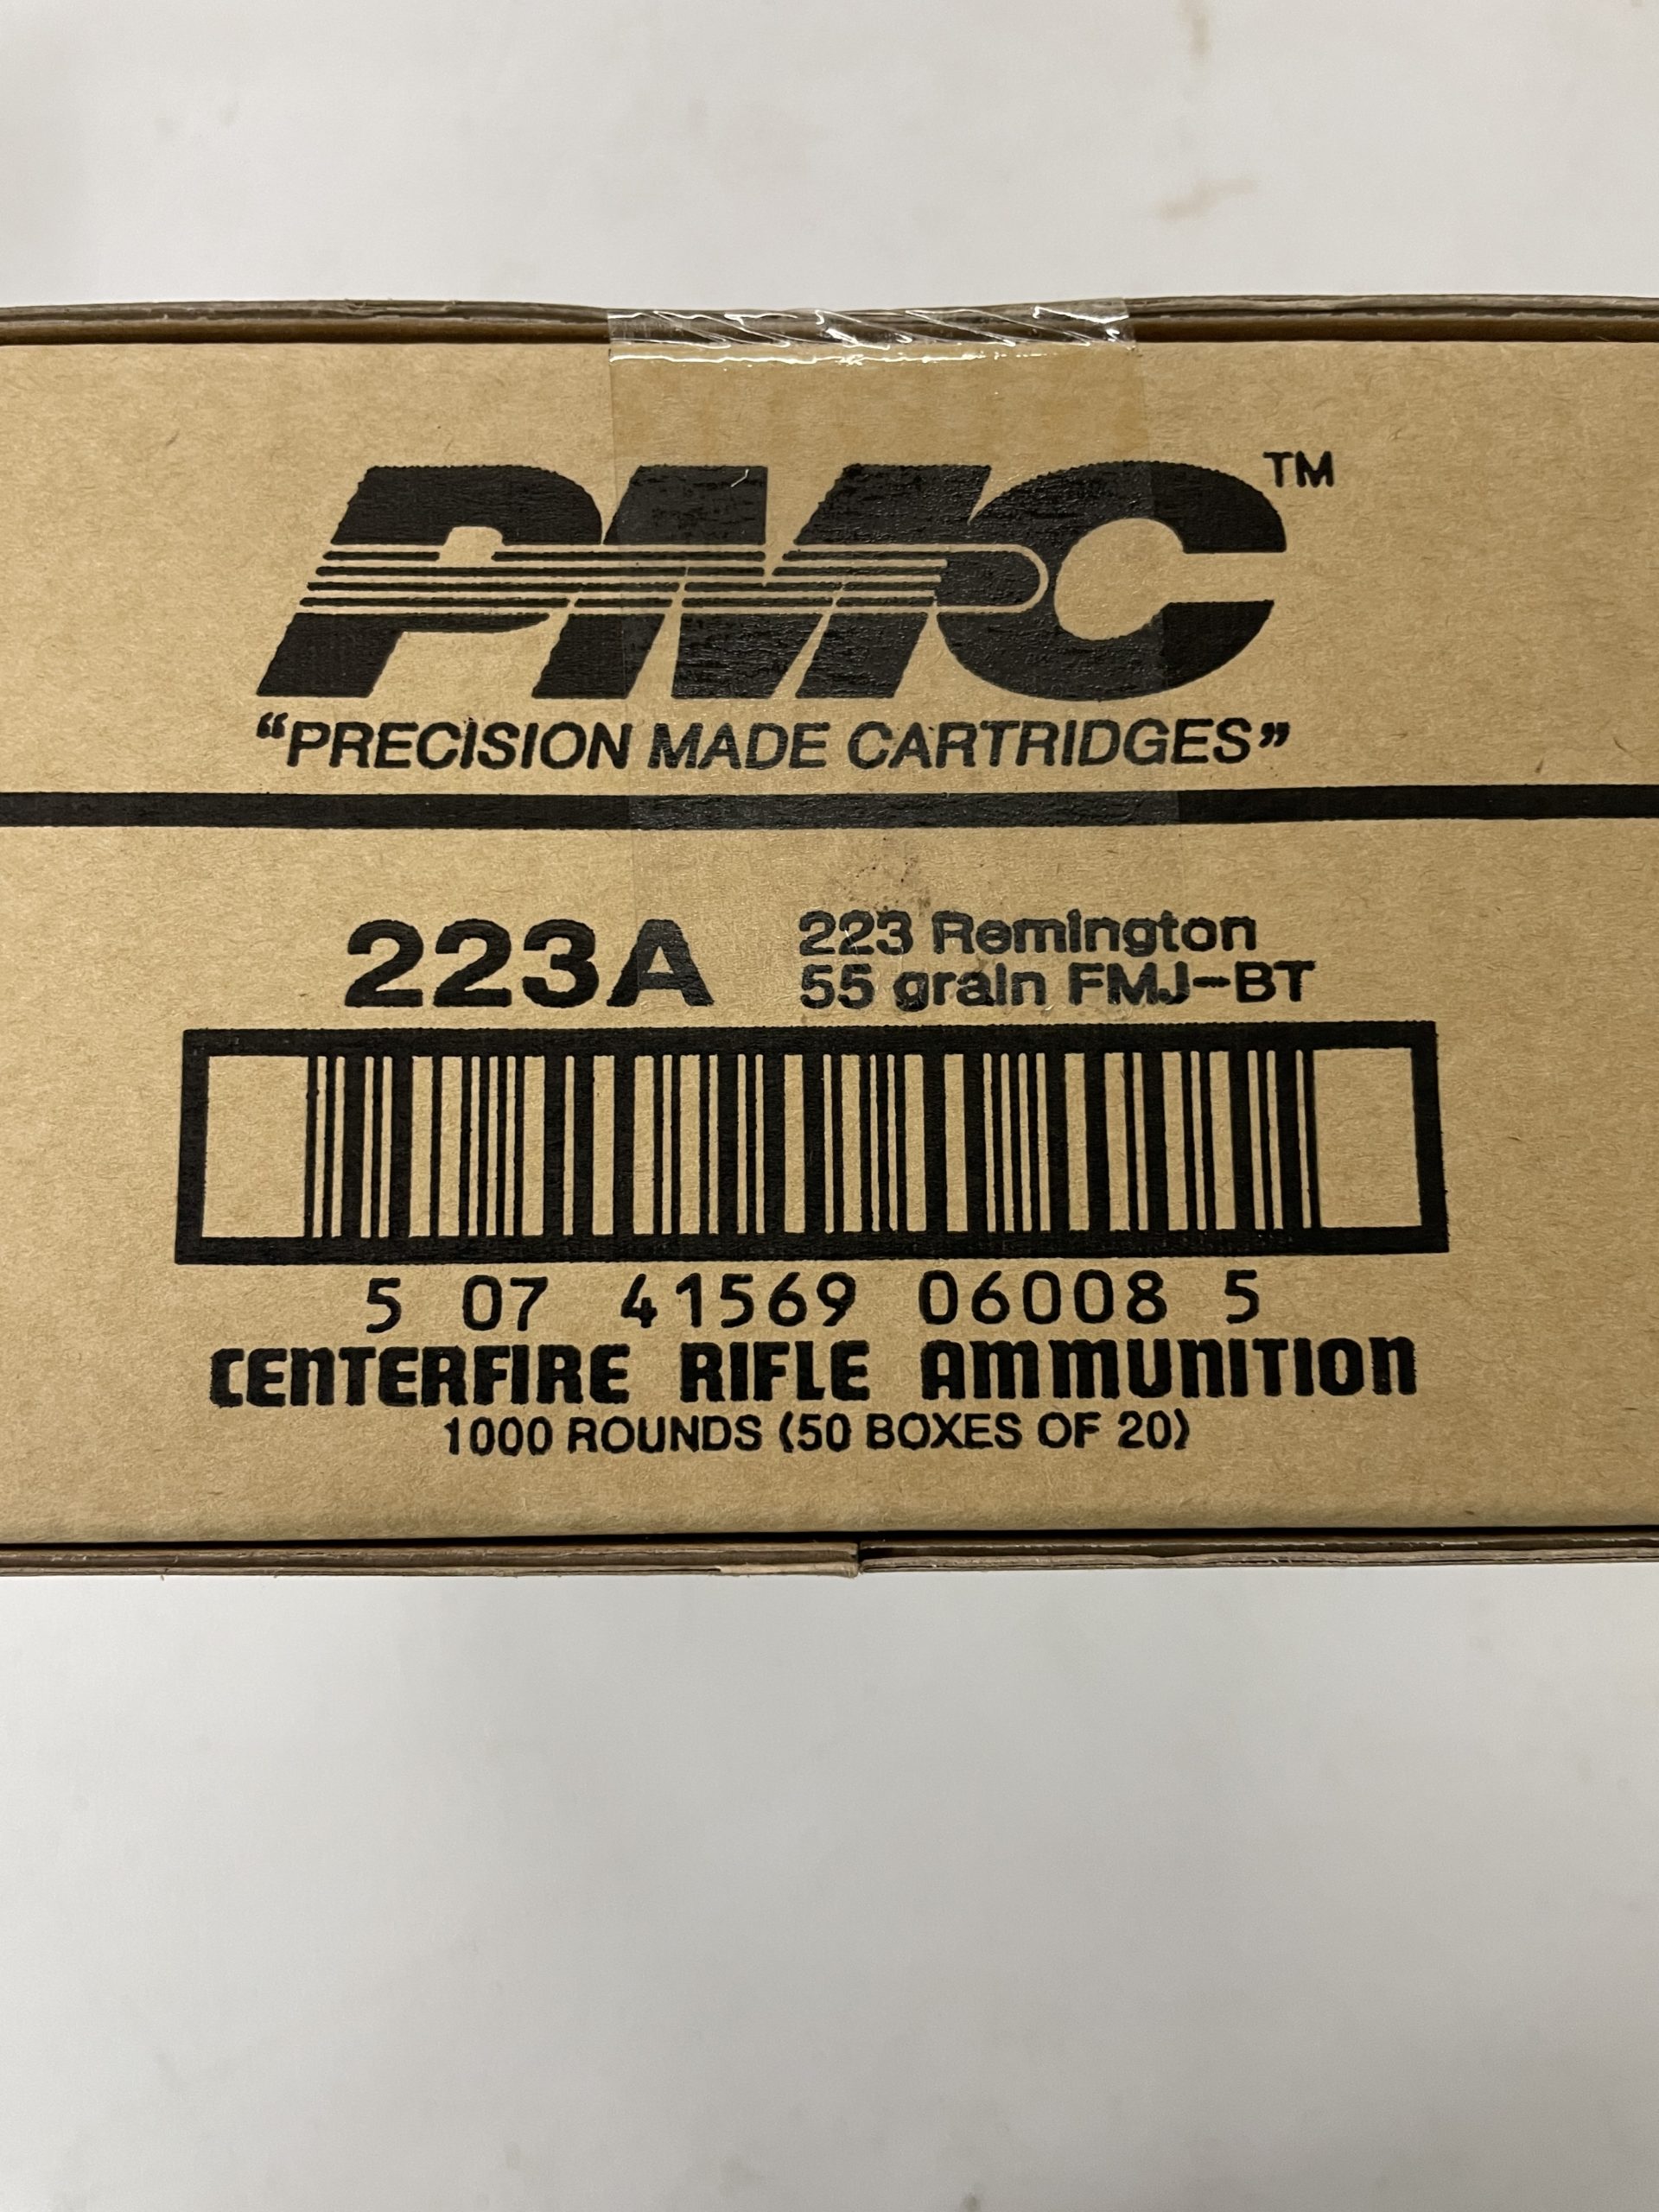 PMC™
“PRECISION MADE CARTRIDGES”
223A
223 Remington
55 grain FMJ-BT
5 07 41569 06008 5
CENTERFIRE RIFLE AMMUNITION
1000 ROUNDS (50 BOXES OF 20)